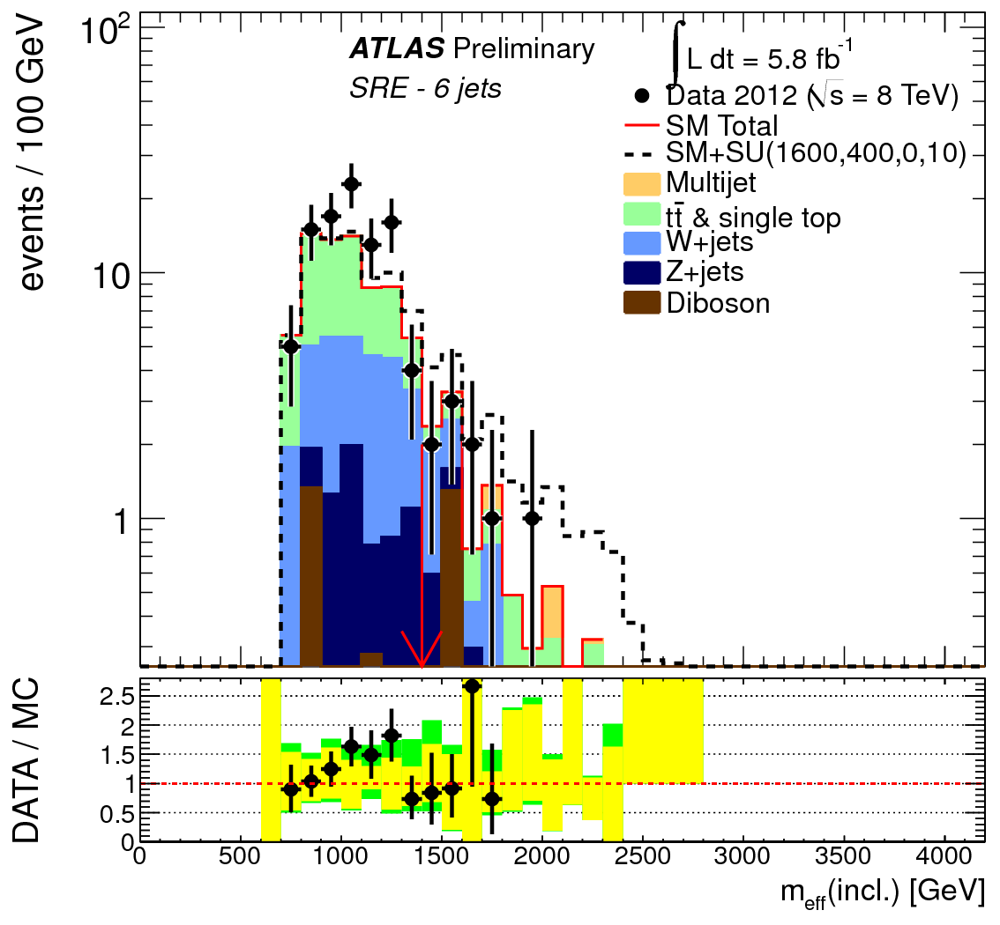 events / 100 GeV
10²
10
1
ATLAS Preliminary
SRE - 6 jets
∫ L dt = 5.8 fb⁻¹
Data 2012 (√s = 8 TeV)
SM Total
SM+SU(1600,400,0,10)
Multijet
tt̄ & single top
W+jets
Z+jets
Diboson
DATA / MC
2.5
2
1.5
1
0.5
0
0 500 1000 1500 2000 2500 3000 3500 4000
m_eff(incl.) [GeV]